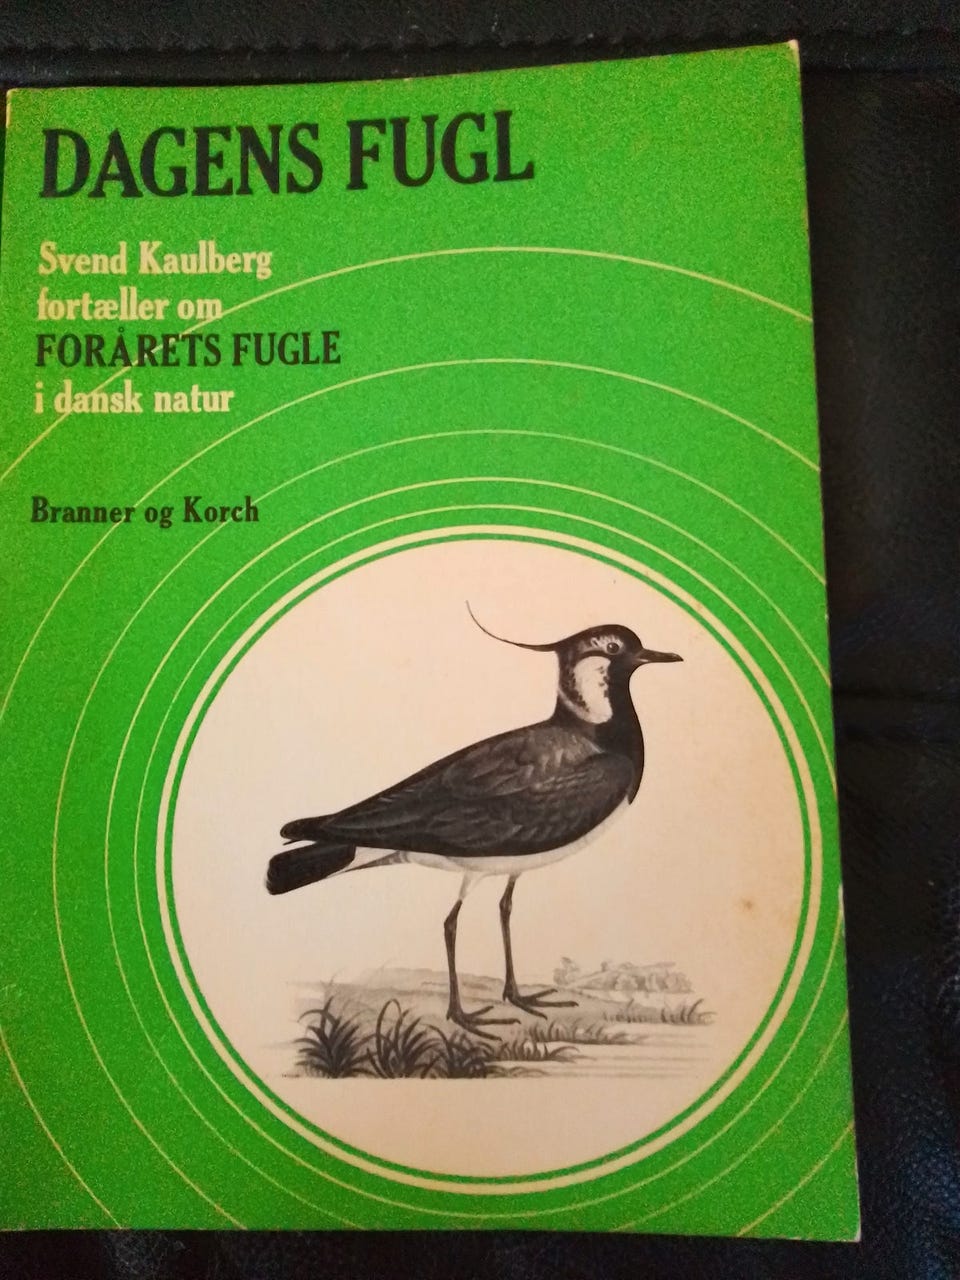 DAGENS FUGL
Svend Kaulberg
fortæller om
FORÅRETS FUGLE
i dansk natur
Branner og Korch